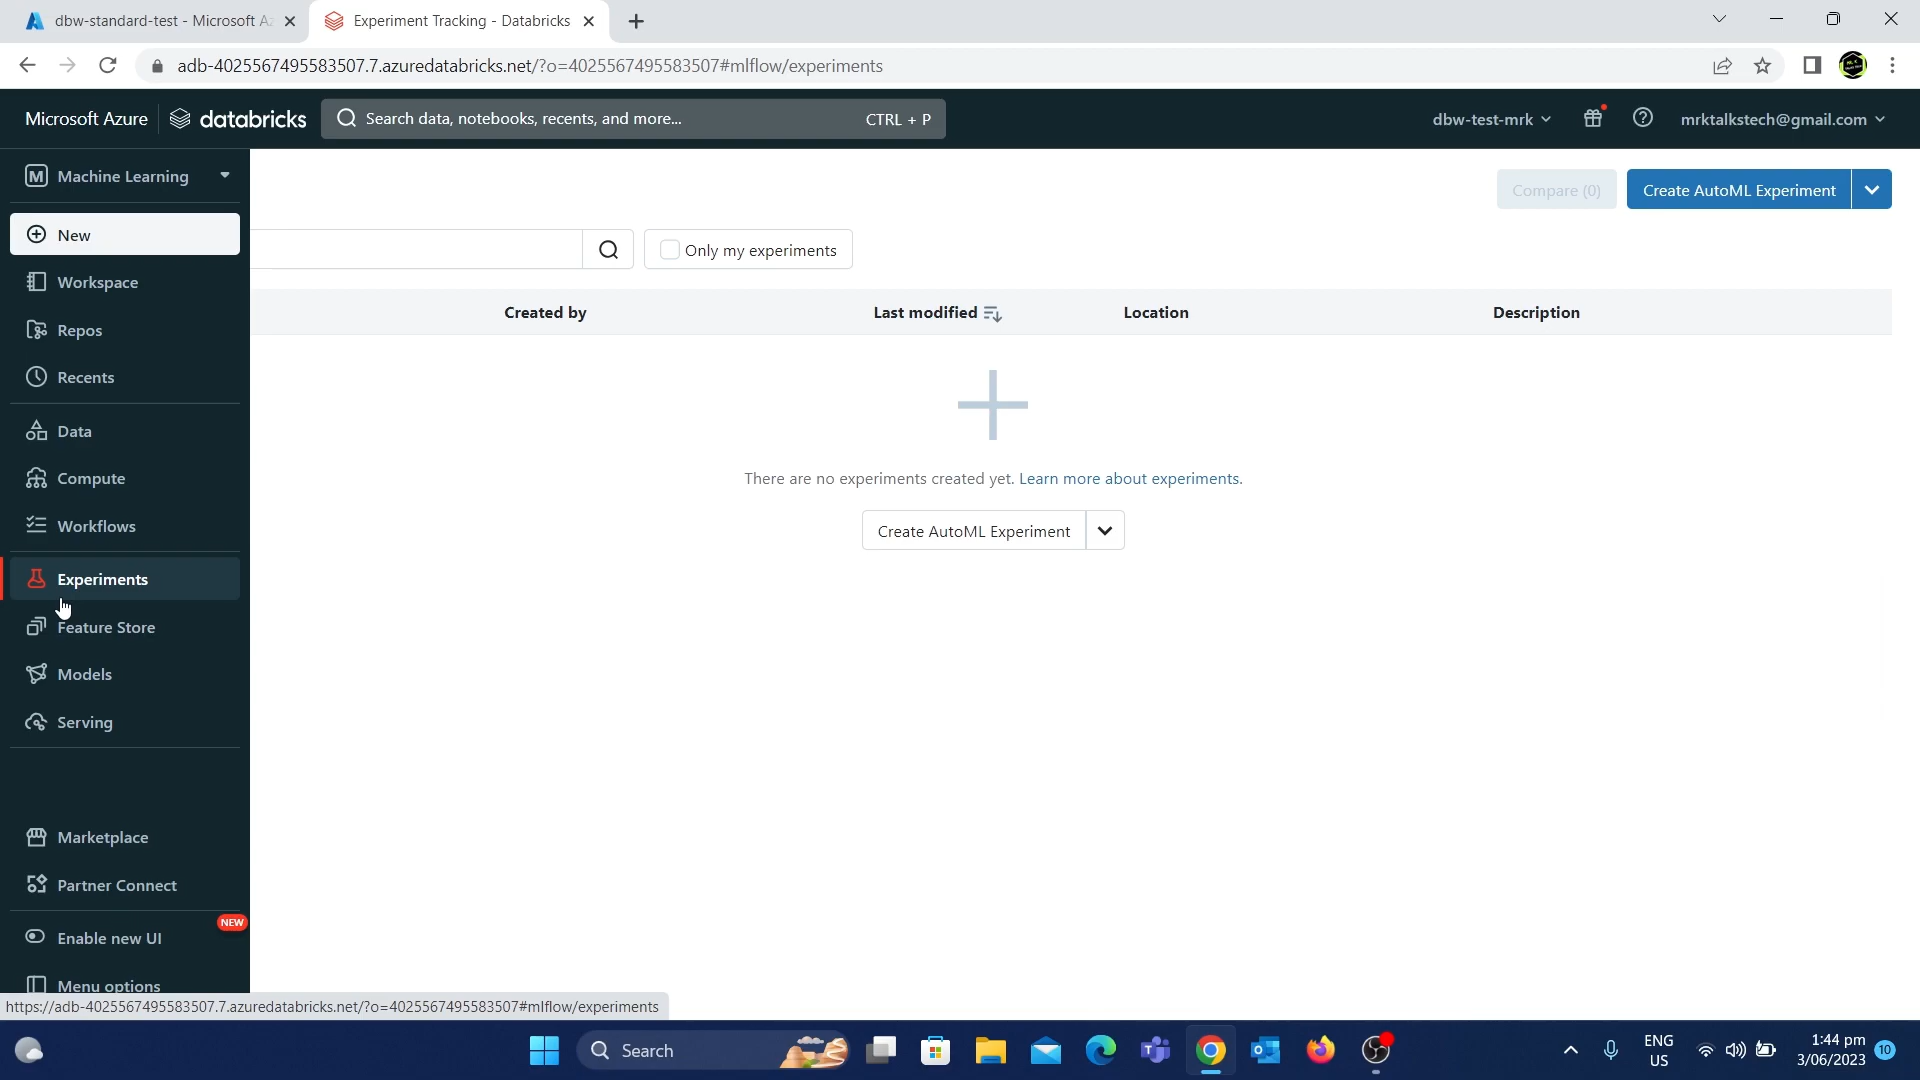 dbw-standard-test - Microsoft Az
Experiment Tracking - Databricks
adb-4025567495583507.7.azuredatabricks.net/?o=4025567495583507#mlflow/experiments
Microsoft Azure
databricks
Search data, notebooks, recents, and more...
CTRL + P
dbw-test-mrk
mrktalkstech@gmail.com
M Machine Learning
Compare (0)
Create AutoML Experiment
New
Only my experiments
Workspace
Created by
Last modified
Location
Description
Repos
Recents
Data
Compute
There are no experiments created yet. Learn more about experiments.
Workflows
Create AutoML Experiment
Experiments
Feature Store
Models
Serving
Marketplace
Partner Connect
NEW
Enable new UI
Menu options
https://adb-4025567495583507.7.azuredatabricks.net/?o=4025567495583507#mlflow/experiments
Search
ENG
US
1:44 pm
3/06/2023
10